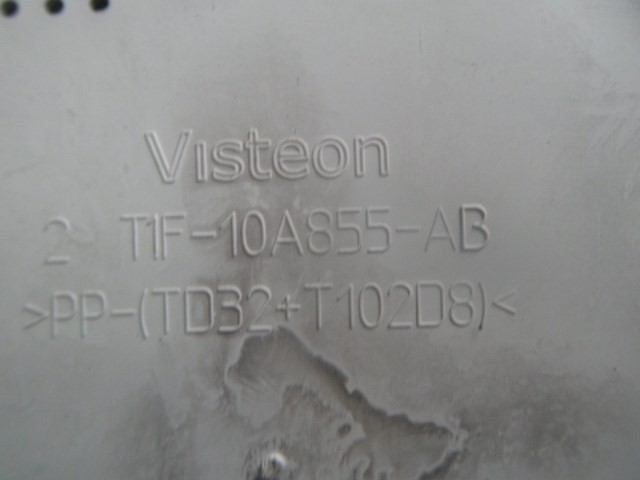 Visteon
2 T1F-10A855-AB
>PP-(TD32+T102D8)<